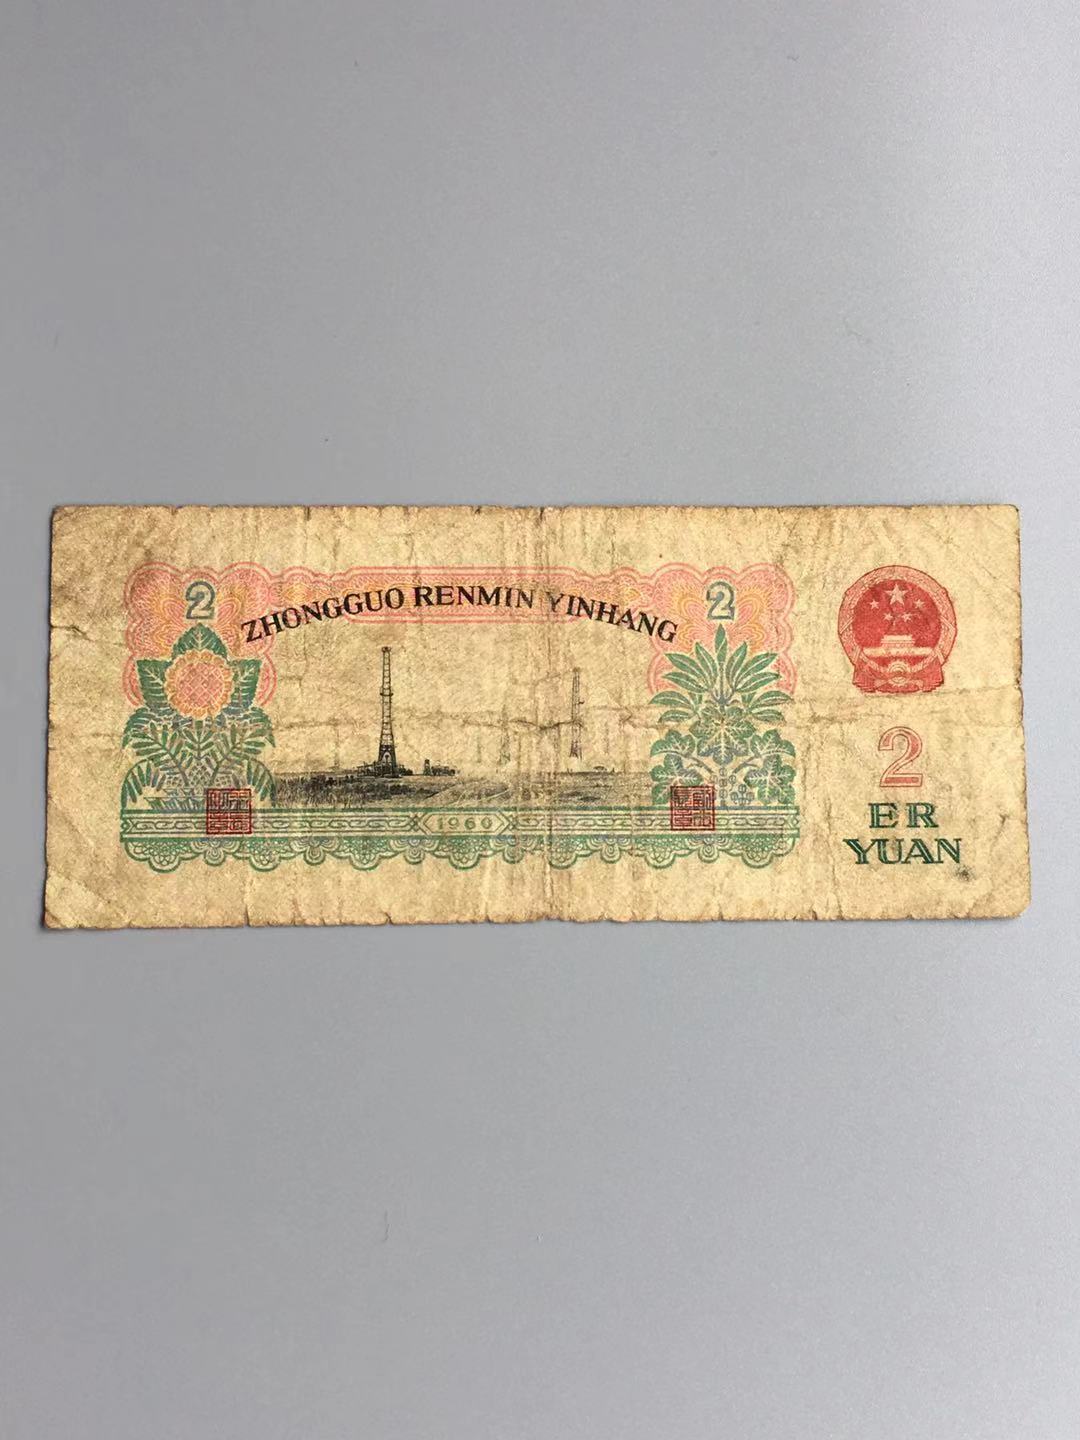 2
2
ZHONGGUO RENMIN YINHANG
2
ER
YUAN
1960